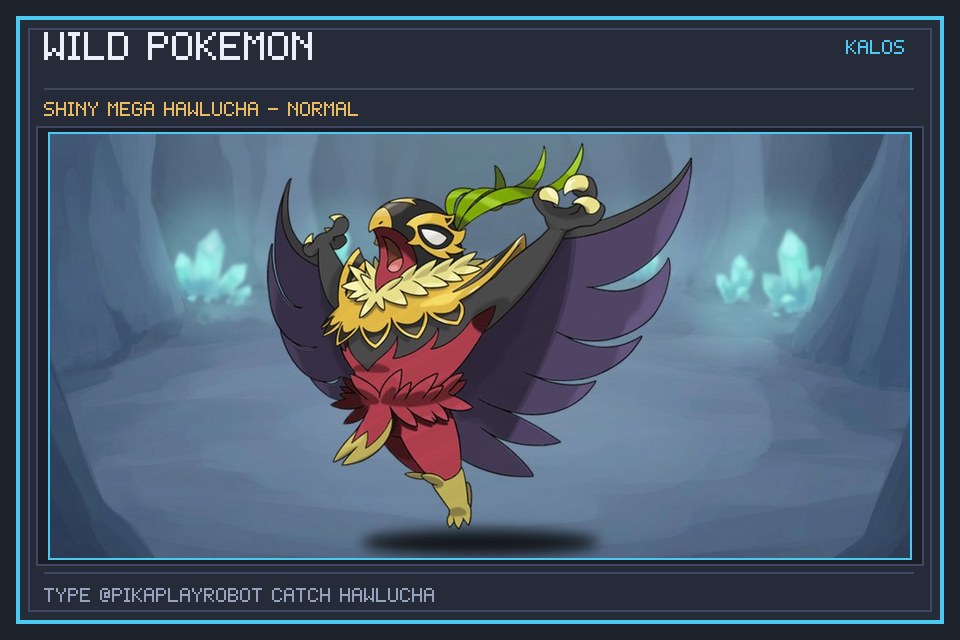 WILD POKEMON
KALOS
SHINY MEGA HAWLUCHA - NORMAL
TYPE @PIKAPLAYROBOT CATCH HAWLUCHA